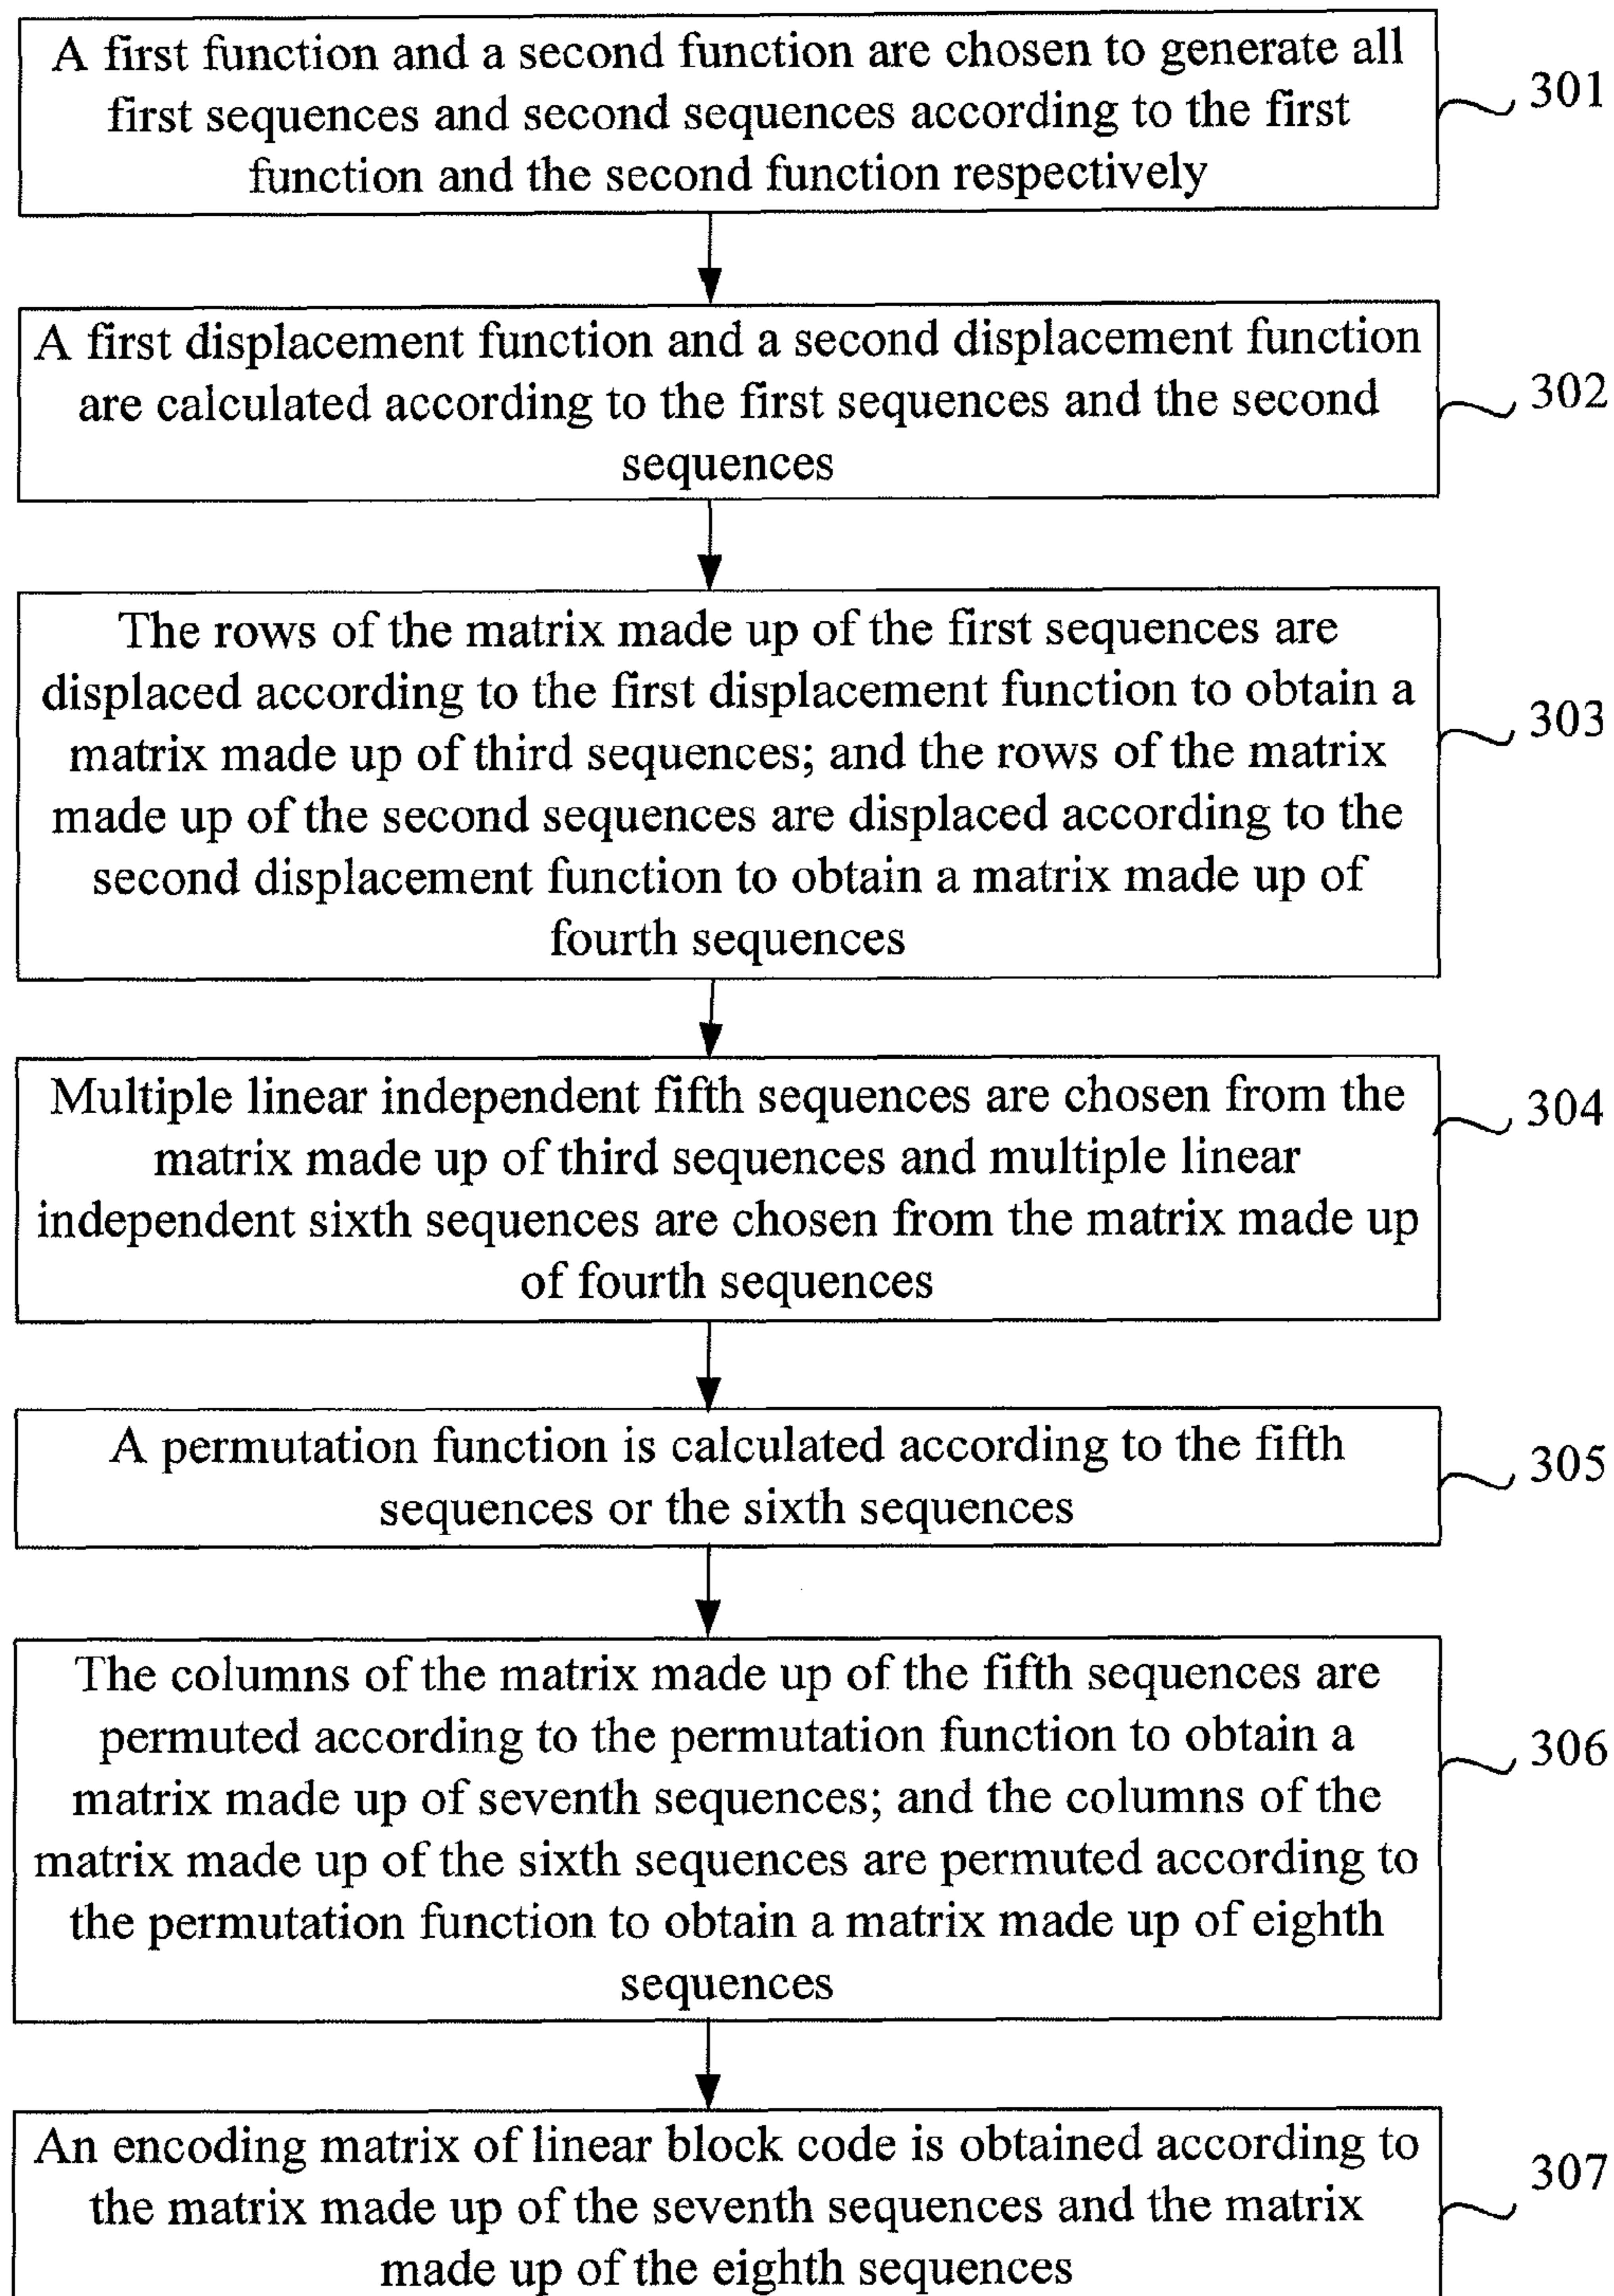 A first function and a second function are chosen to generate all
first sequences and second sequences according to the first
function and the second function respectively
301
A first displacement function and a second displacement function
are calculated according to the first sequences and the second
sequences
302
The rows of the matrix made up of the first sequences are
displaced according to the first displacement function to obtain a
matrix made up of third sequences; and the rows of the matrix
made up of the second sequences are displaced according to the
second displacement function to obtain a matrix made up of
fourth sequences
303
Multiple linear independent fifth sequences are chosen from the
matrix made up of third sequences and multiple linear
independent sixth sequences are chosen from the matrix made up
of fourth sequences
304
A permutation function is calculated according to the fifth
sequences or the sixth sequences
305
The columns of the matrix made up of the fifth sequences are
permuted according to the permutation function to obtain a
matrix made up of seventh sequences; and the columns of the
matrix made up of the sixth sequences are permuted according to
the permutation function to obtain a matrix made up of eighth
sequences
306
An encoding matrix of linear block code is obtained according to
the matrix made up of the seventh sequences and the matrix
made up of the eighth sequences
307